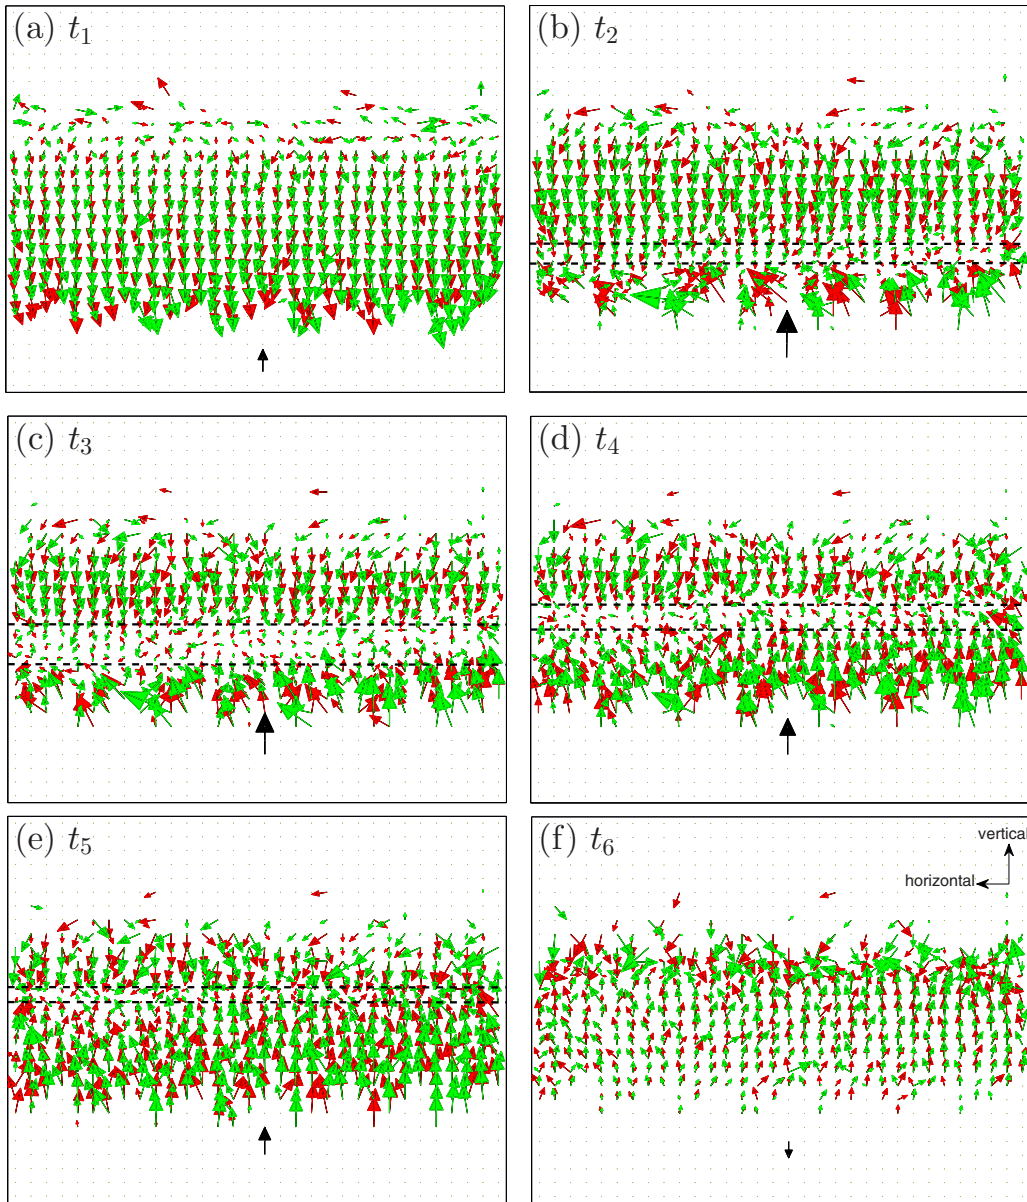 (a) t₁
(b) t₂
(c) t₃
(d) t₄
(e) t₅
(f) t₆
vertical
horizontal